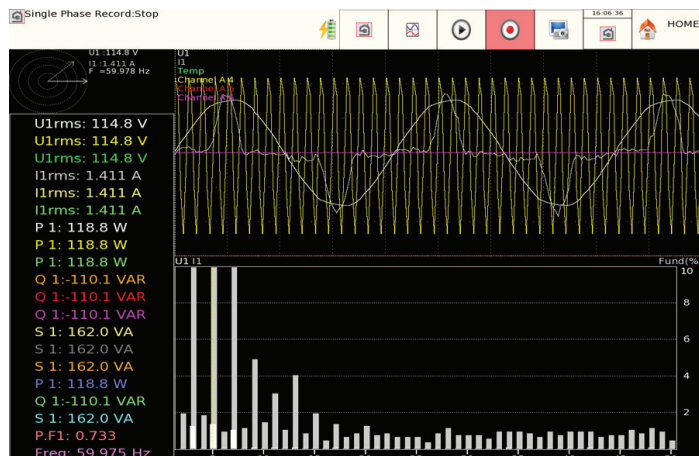 Single Phase Record:Stop
16:06:36
HOME
U1:114.8 V
I1:1.411 A
F =59.978 Hz
U1
I1
Temp
U1rms: 114.8 V
U1rms: 114.8 V
U1rms: 114.8 V
I1rms: 1.411 A
I1rms: 1.411 A
I1rms: 1.411 A
P 1: 118.8 W
P 1: 118.8 W
P 1: 118.8 W
Q 1:-110.1 VAR
Q 1:-110.1 VAR
Q 1:-110.1 VAR
S 1: 162.0 VA
S 1: 162.0 VA
S 1: 162.0 VA
P 1: 118.8 W
Q 1:-110.1 VAR
S 1: 162.0 VA
P.F1: 0.733
Freq: 59.975 Hz
U1 I1
Fund(%
10
8
6
4
2